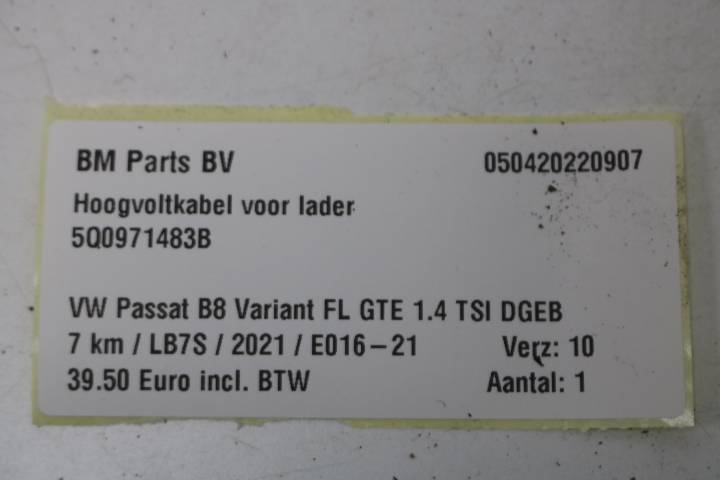 BM Parts BV 050420220907
Hoogvoltkabel voor lader
5Q0971483B
VW Passat B8 Variant FL GTE 1.4 TSI DGEB
7 km / LB7S / 2021 / E016-21 Verz: 10
39.50 Euro incl. BTW Aantal: 1